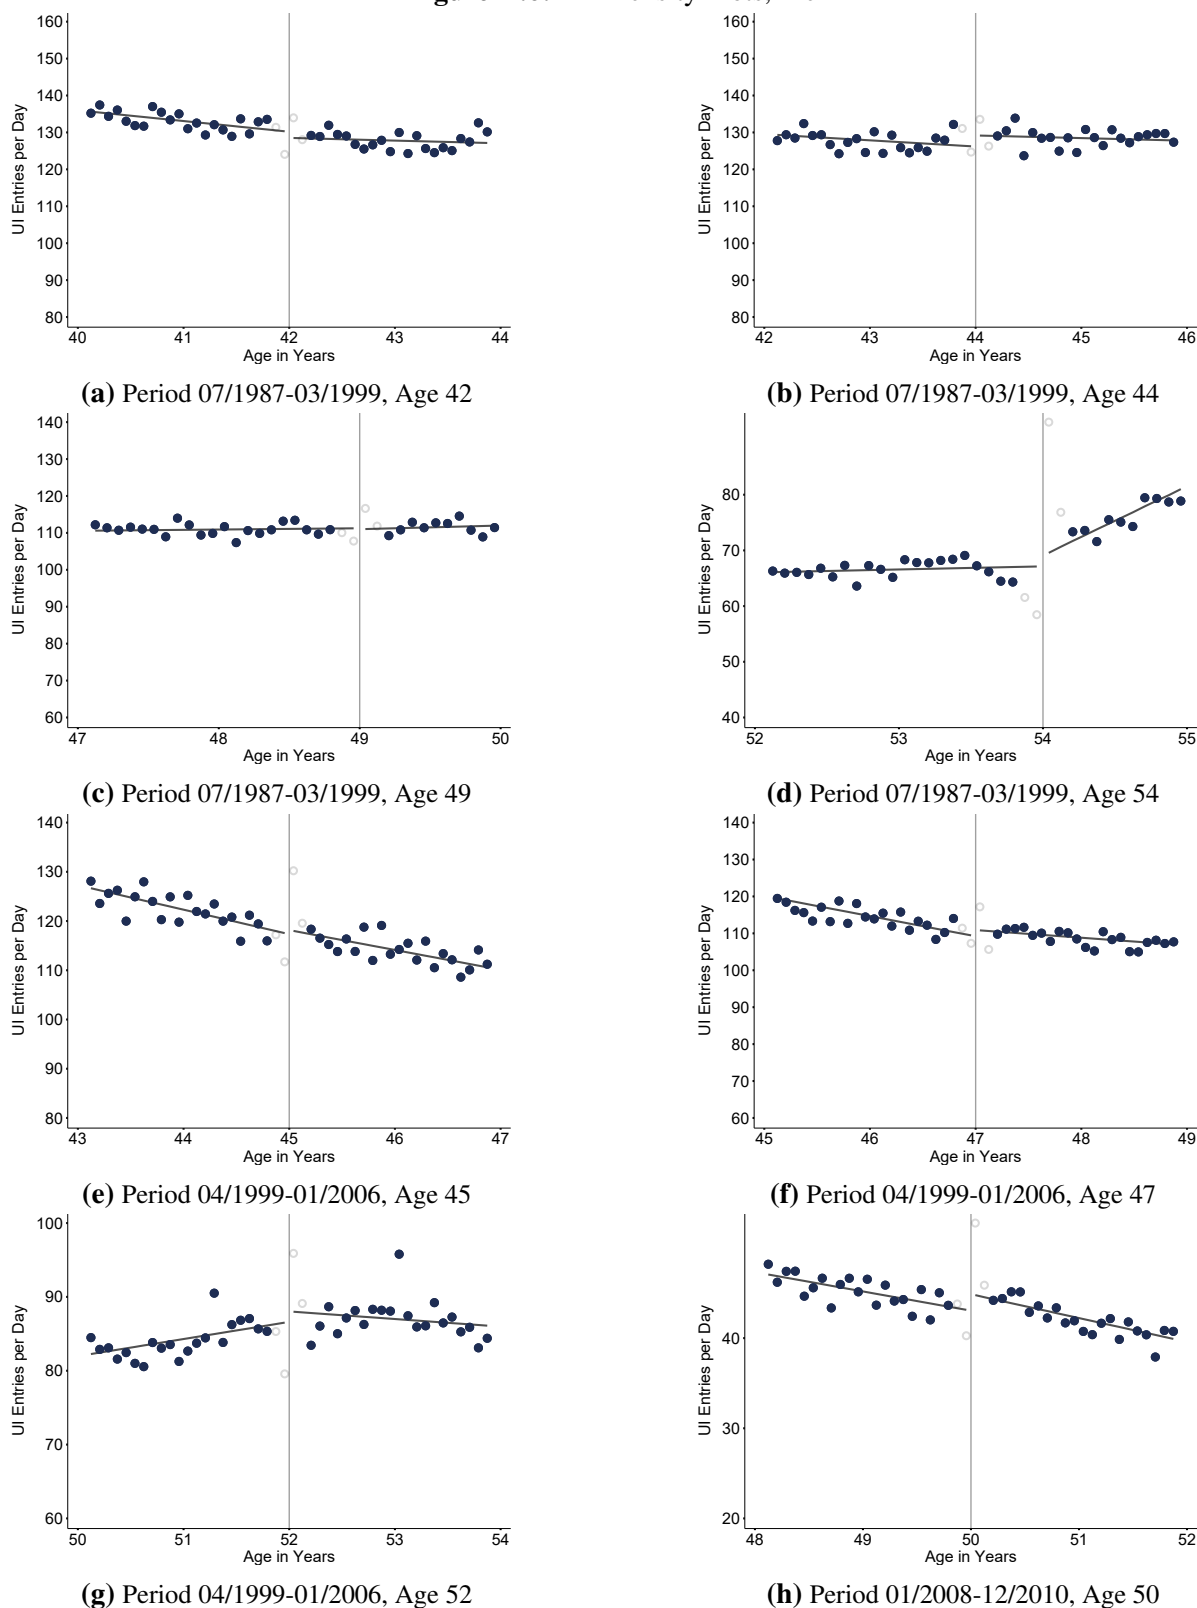 160 150 140 130 120 110 100 90 80
UI Entries per Day
40 41 42 43 44
Age in Years
(a) Period 07/1987-03/1999, Age 42
160 150 140 130 120 110 100 90 80
UI Entries per Day
42 43 44 45 46
Age in Years
(b) Period 07/1987-03/1999, Age 44
140 130 120 110 100 90 80 70 60
UI Entries per Day
47 48 49 50
Age in Years
(c) Period 07/1987-03/1999, Age 49
80 70 60 50 40
UI Entries per Day
52 53 54 55
Age in Years
(d) Period 07/1987-03/1999, Age 54
140 130 120 110 100 90 80
UI Entries per Day
43 44 45 46 47
Age in Years
(e) Period 04/1999-01/2006, Age 45
140 130 120 110 100 90 80 70 60
UI Entries per Day
45 46 47 48 49
Age in Years
(f) Period 04/1999-01/2006, Age 47
100 90 80 70 60
UI Entries per Day
50 51 52 53 54
Age in Years
(g) Period 04/1999-01/2006, Age 52
40 30 20
UI Entries per Day
48 49 50 51 52
Age in Years
(h) Period 01/2008-12/2010, Age 50